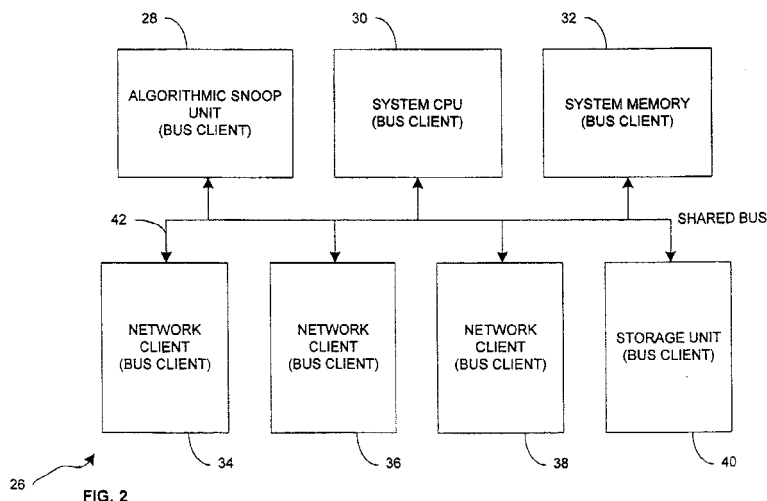 28
30
32
ALGORITHMIC SNOOP
UNIT
(BUS CLIENT)
SYSTEM CPU
(BUS CLIENT)
SYSTEM MEMORY
(BUS CLIENT)
42
SHARED BUS
NETWORK
CLIENT
(BUS CLIENT)
NETWORK
CLIENT
(BUS CLIENT)
NETWORK
CLIENT
(BUS CLIENT)
STORAGE UNIT
(BUS CLIENT)
26
34
36
38
40
FIG. 2